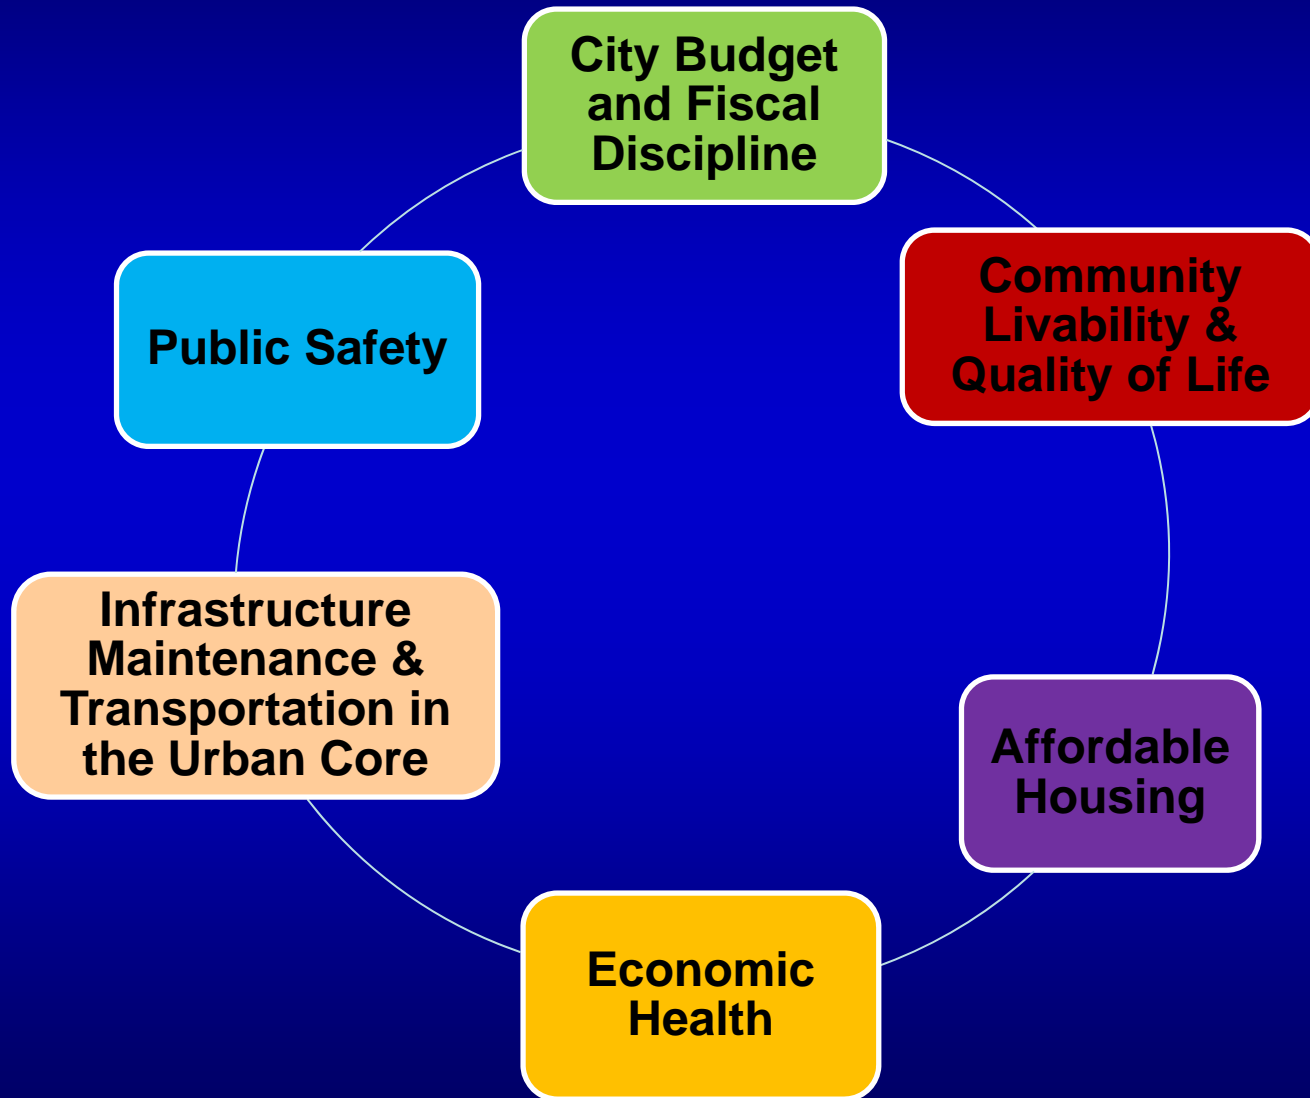 City Budget
and Fiscal
Discipline
Community
Livability &
Quality of Life
Public Safety
Infrastructure
Maintenance &
Transportation in
the Urban Core
Affordable
Housing
Economic
Health